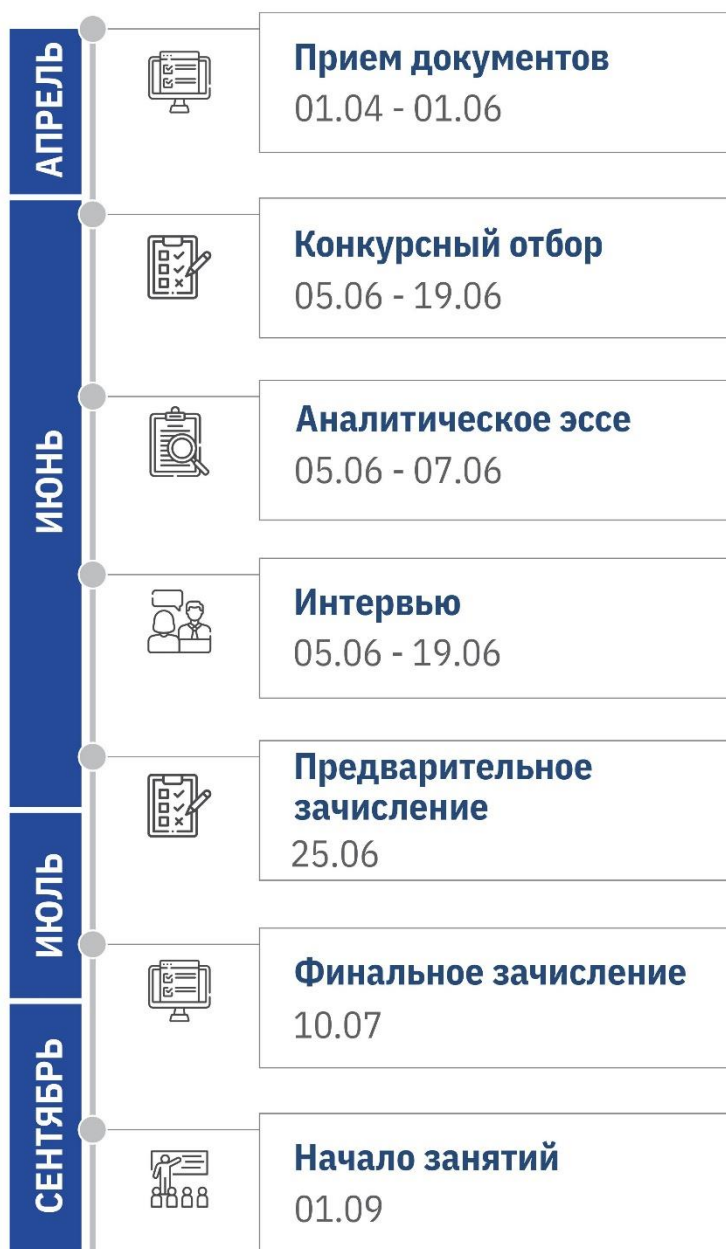 АПРЕЛЬ
Прием документов
01.04 - 01.06
ИЮНЬ
Конкурсный отбор
05.06 - 19.06
Аналитическое эссе
05.06 - 07.06
Интервью
05.06 - 19.06
Предварительное
зачисление
25.06
ИЮЛЬ
Финальное зачисление
10.07
СЕНТЯБРЬ
Начало занятий
01.09